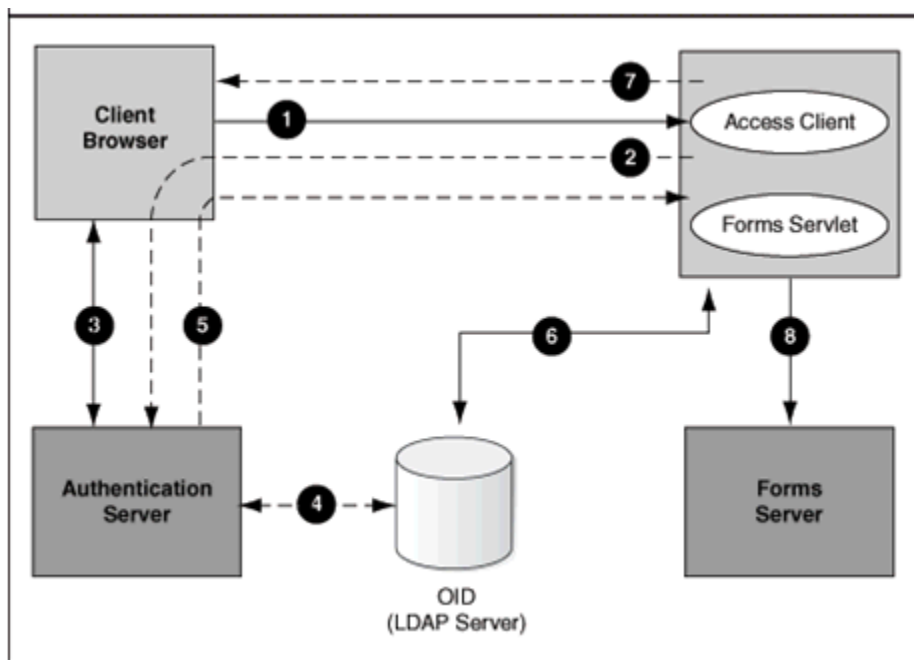 7
Client
Browser
1
Access Client
2
Forms Servlet
3
5
6
8
Authentication
Server
4
Forms
Server
OID
(LDAP Server)